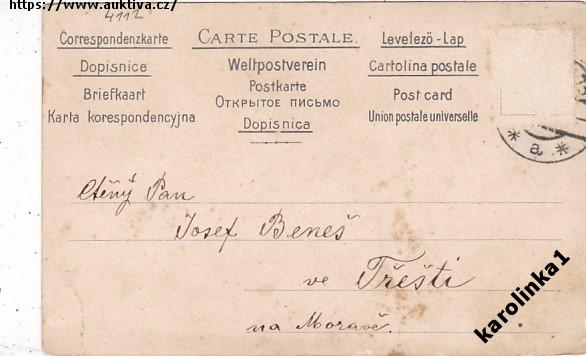 https://www.auktiva.cz/
4112
Correspondenzkarte
Dopisnice
Briefkaart
Karta korespondencyjna
CARTE POSTALE.
Weltpostverein
Postkarte
ОТКРЫТОЕ ПИСЬМО
Dopisnica
Levelező-Lap
Cartolina postale
Post card
Union postale universelle
* a *
Ctěný Pan
Josef Beneš
ve Třešti
na Moravě.
karolinka1